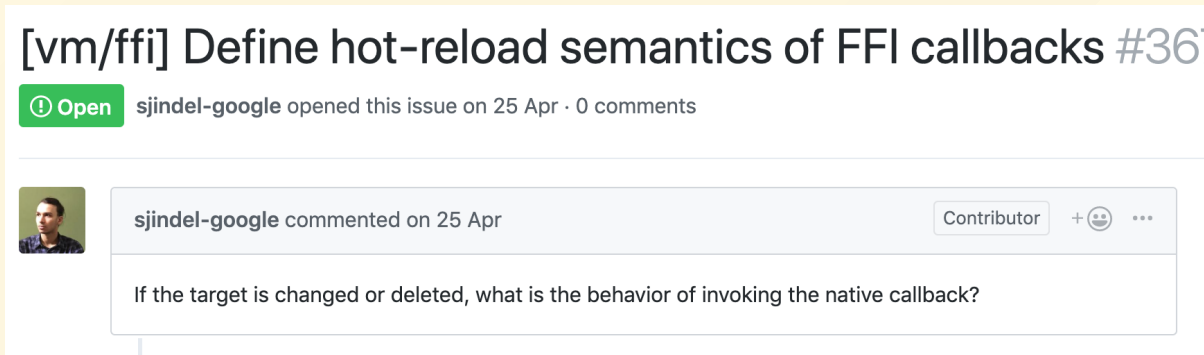 [vm/ffi] Define hot-reload semantics of FFI callbacks #36
Open sjindel-google opened this issue on 25 Apr · 0 comments
sjindel-google commented on 25 Apr Contributor
If the target is changed or deleted, what is the behavior of invoking the native callback?